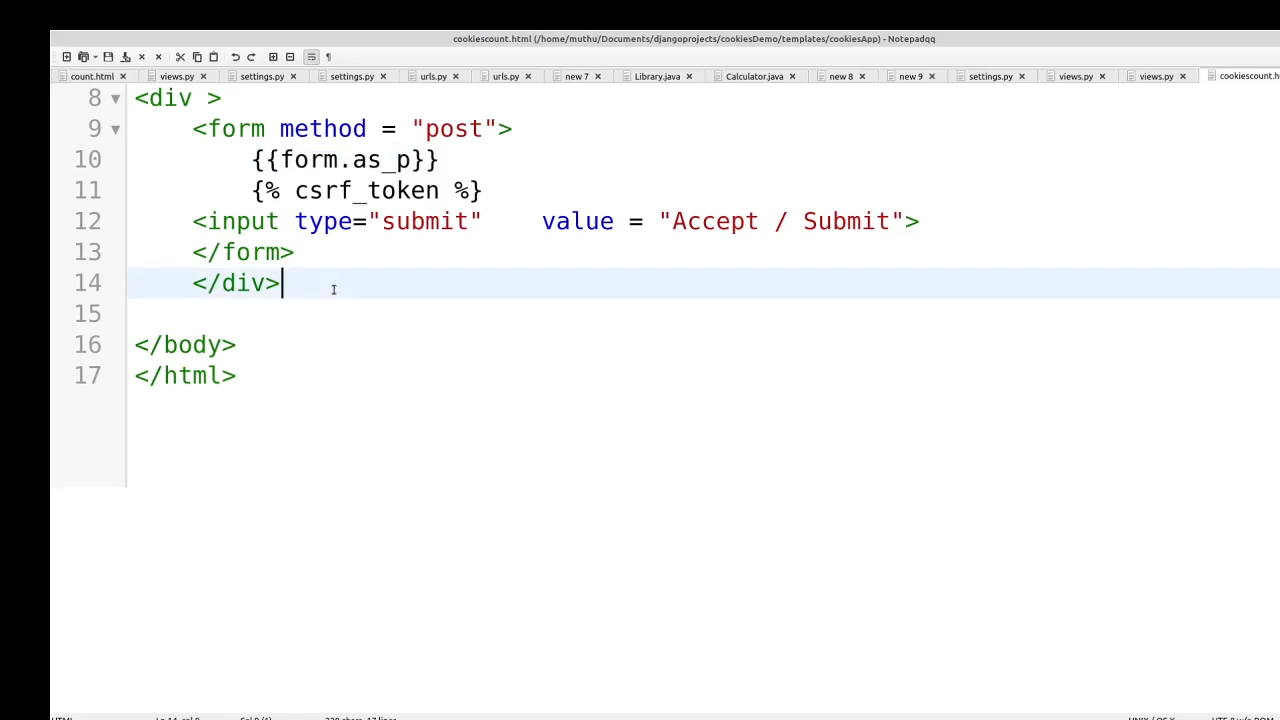 cookiescount.html (/home/muthu/Documents/djangoprojects/cookiesDemo/templates/cookiesApp) - Notepadqq
count.html views.py settings.py settings.py urls.py urls.py new 7 Library.java Calculator.java new 8 new 9 settings.py views.py views.py cookiescount.h
8 <div >
9 <form method = "post">
10 {{form.as_p}}
11 {% csrf_token %}
12 <input type="submit" value = "Accept / Submit">
13 </form>
14 </div>
15
16 </body>
17 </html>